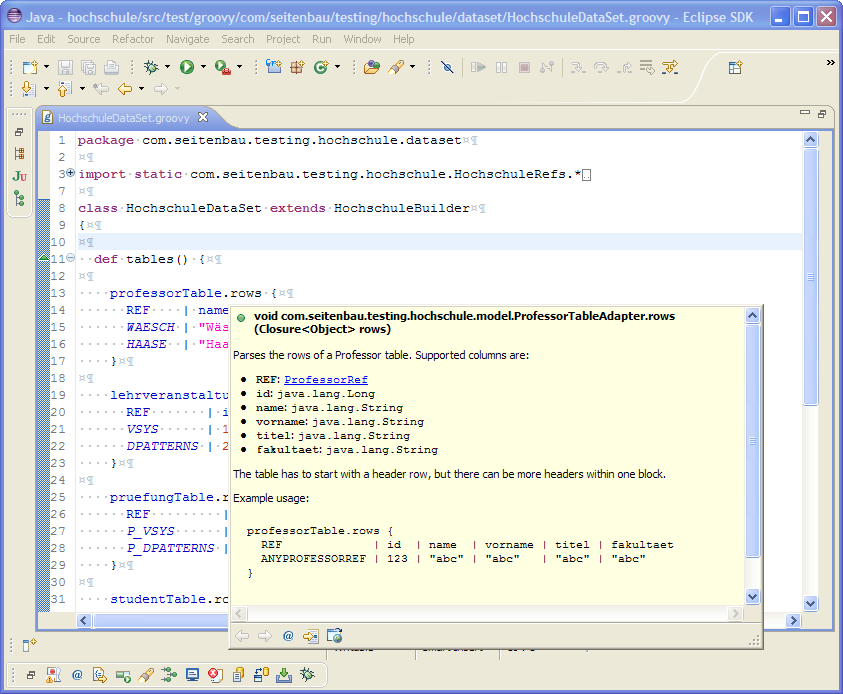 Java - hochschule/src/test/groovy/com/seitenbau/testing/hochschule/dataset/HochschuleDataSet.groovy - Eclipse SDK
File Edit Source Refactor Navigate Search Project Run Window Help
HochschuleDataSet.groovy
1 package·com.seitenbau.testing.hochschule.dataset¤¶
2 ¤¶
3 import·static·com.seitenbau.testing.hochschule.HochschuleRefs.*
7 ¤¶
8 class·HochschuleDataSet·extends·HochschuleBuilder¤¶
9 {¤¶
10 ¤¶
11 ··def·tables()·{¤¶
12 ¤¶
13 ····professorTable.rows·{¤¶
14 ······REF····|·name
15 ······WAESCH·|·"Wäs
16 ······HAASE··|·"Haa
17 ····}¤¶
18 ¤¶
19 ····lehrveranstaltu
20 ······REF·······|·i
21 ······VSYS······|·1
22 ······DPATTERNS·|·2
23 ····}¤¶
24 ¤¶
25 ····pruefungTable.r
26 ······REF·········|
27 ······P_VSYS······|
28 ······P_DPATTERNS·|
29 ····}¤¶
30 ¤¶
31 ····studentTable.ro
void com.seitenbau.testing.hochschule.model.ProfessorTableAdapter.rows
(Closure<Object> rows)
Parses the rows of a Professor table. Supported columns are:
• REF: ProfessorRef
• id: java.lang.Long
• name: java.lang.String
• vorname: java.lang.String
• titel: java.lang.String
• fakultaet: java.lang.String
The table has to start with a header row, but there can be more headers within one block.
Example usage:
professorTable.rows {
REF | id | name | vorname | titel | fakultaet
ANYPROFESSORREF | 123 | "abc" | "abc" | "abc" | "abc"
}